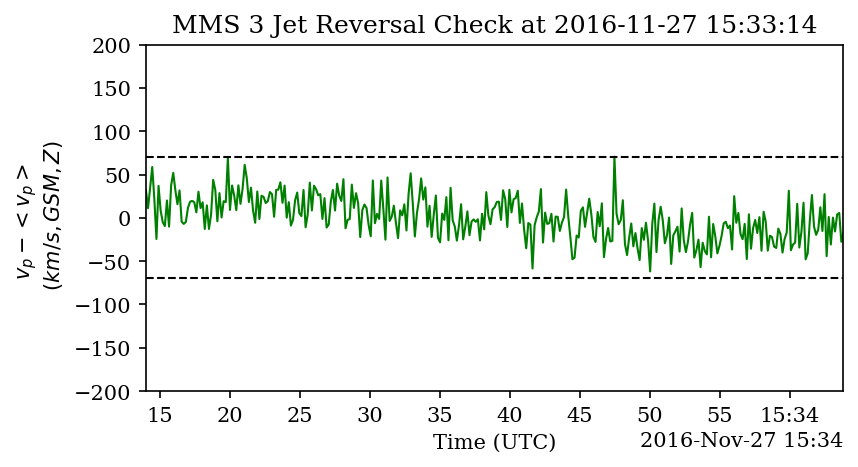 MMS 3 Jet Reversal Check at 2016-11-27 15:33:14
v_p − < v_p >
(km/s, GSM, Z)
200
150
100
50
0
−50
−100
−150
−200
15 20 25 30 35 40 45 50 55 15:34
Time (UTC)
2016-Nov-27 15:34